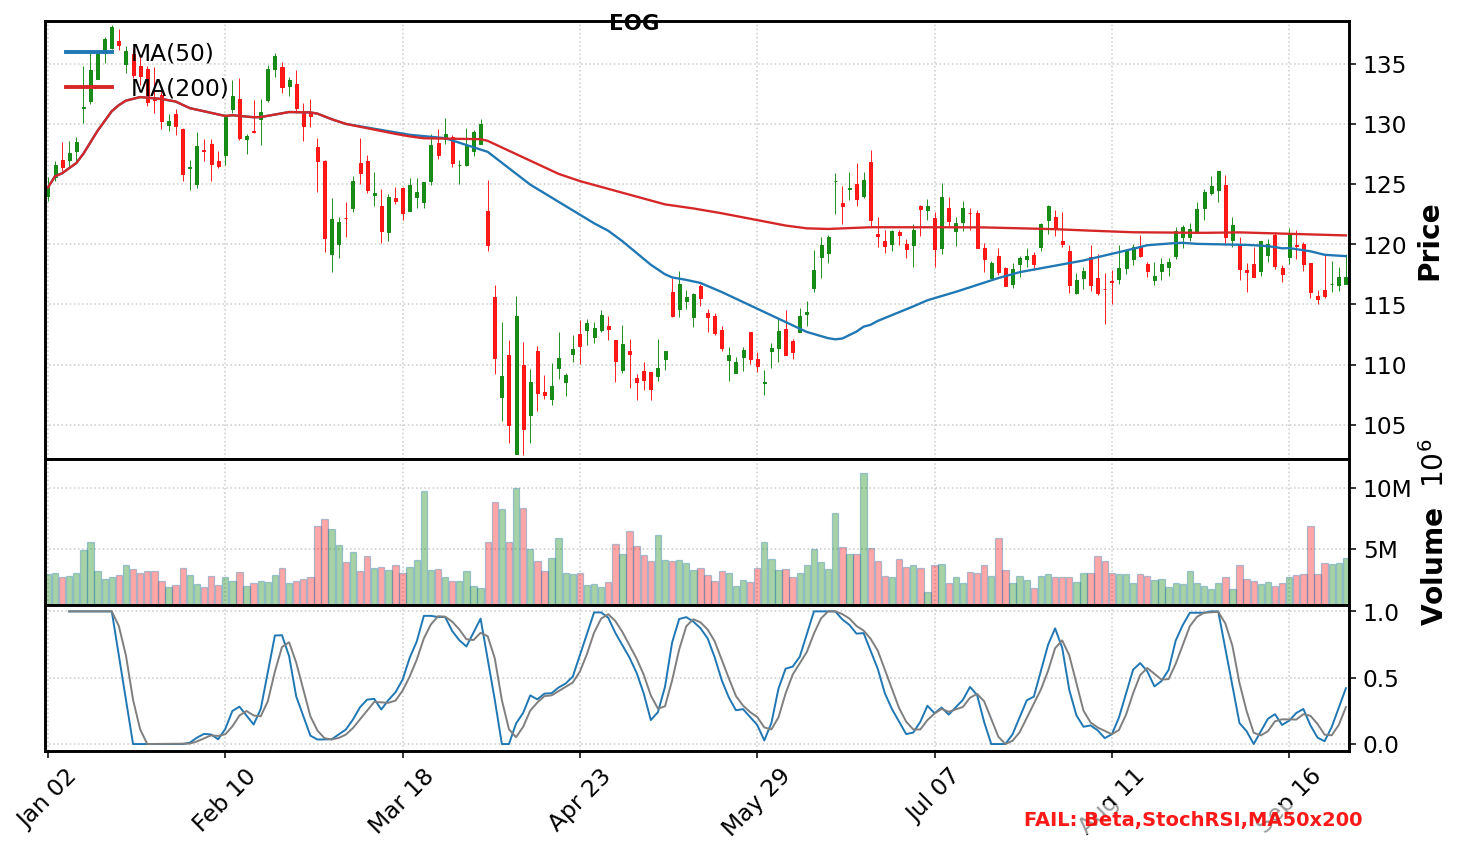 EOG
MA(50)
MA(200)
135
130
125
120
115
110
105
Price
10M
5M
Volume 10^6
1.0
0.5
0.0
Jan 02
Feb 10
Mar 18
Apr 23
May 29
Jul 07
Aug 11
Sep 16
FAIL: Beta,StochRSI,MA50x200